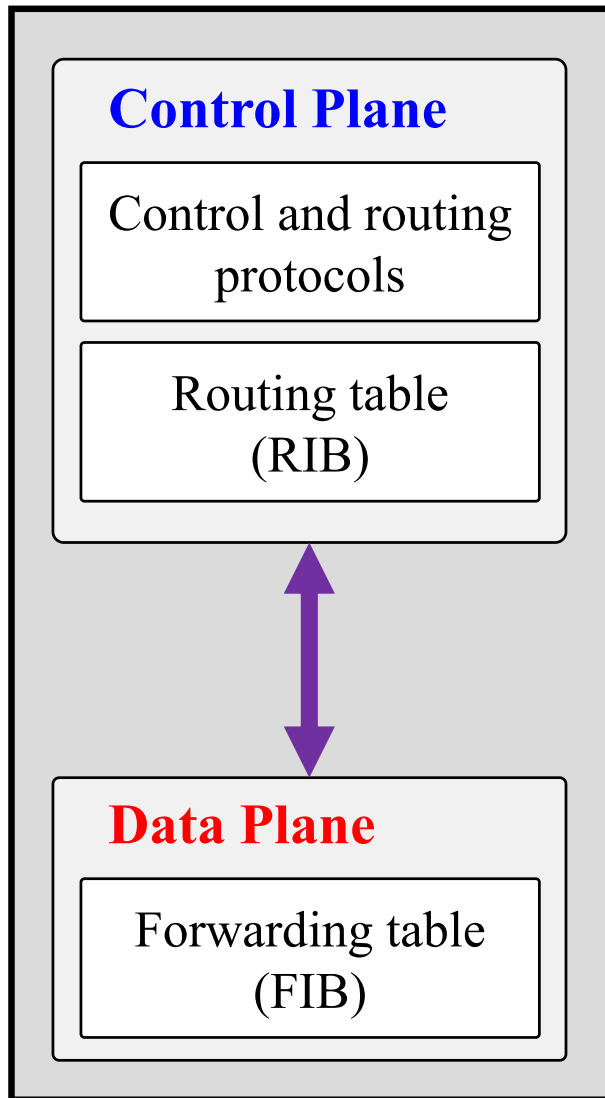 Control Plane
Control and routing
protocols
Routing table
(RIB)
Data Plane
Forwarding table
(FIB)